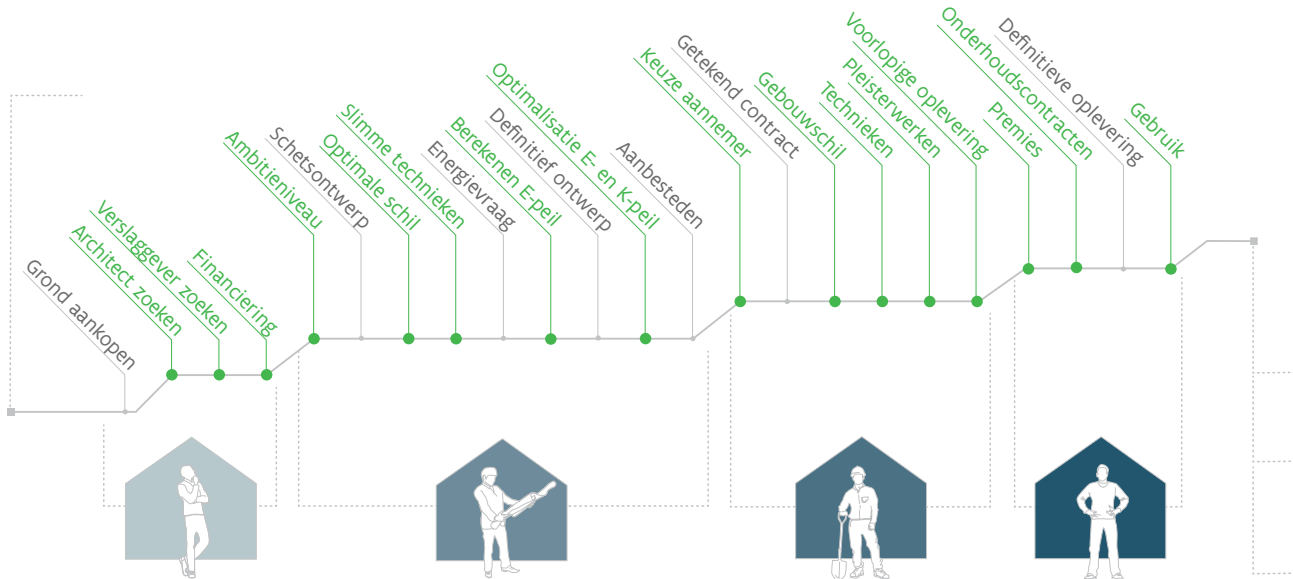 Grond aankopen
Architect zoeken
Verslaggever zoeken
Financiering
Ambitieniveau
Schetsontwerp
Optimale schil
Slimme technieken
Energievraag
Berekenen E-peil
Definitief ontwerp
Optimalisatie E- en K-peil
Aanbesteden
Keuze aannemer
Getekend contract
Gebouwschil
Technieken
Pleisterwerken
Voorlopige oplevering
Premies
Onderhoudscontracten
Definitieve oplevering
Gebruik